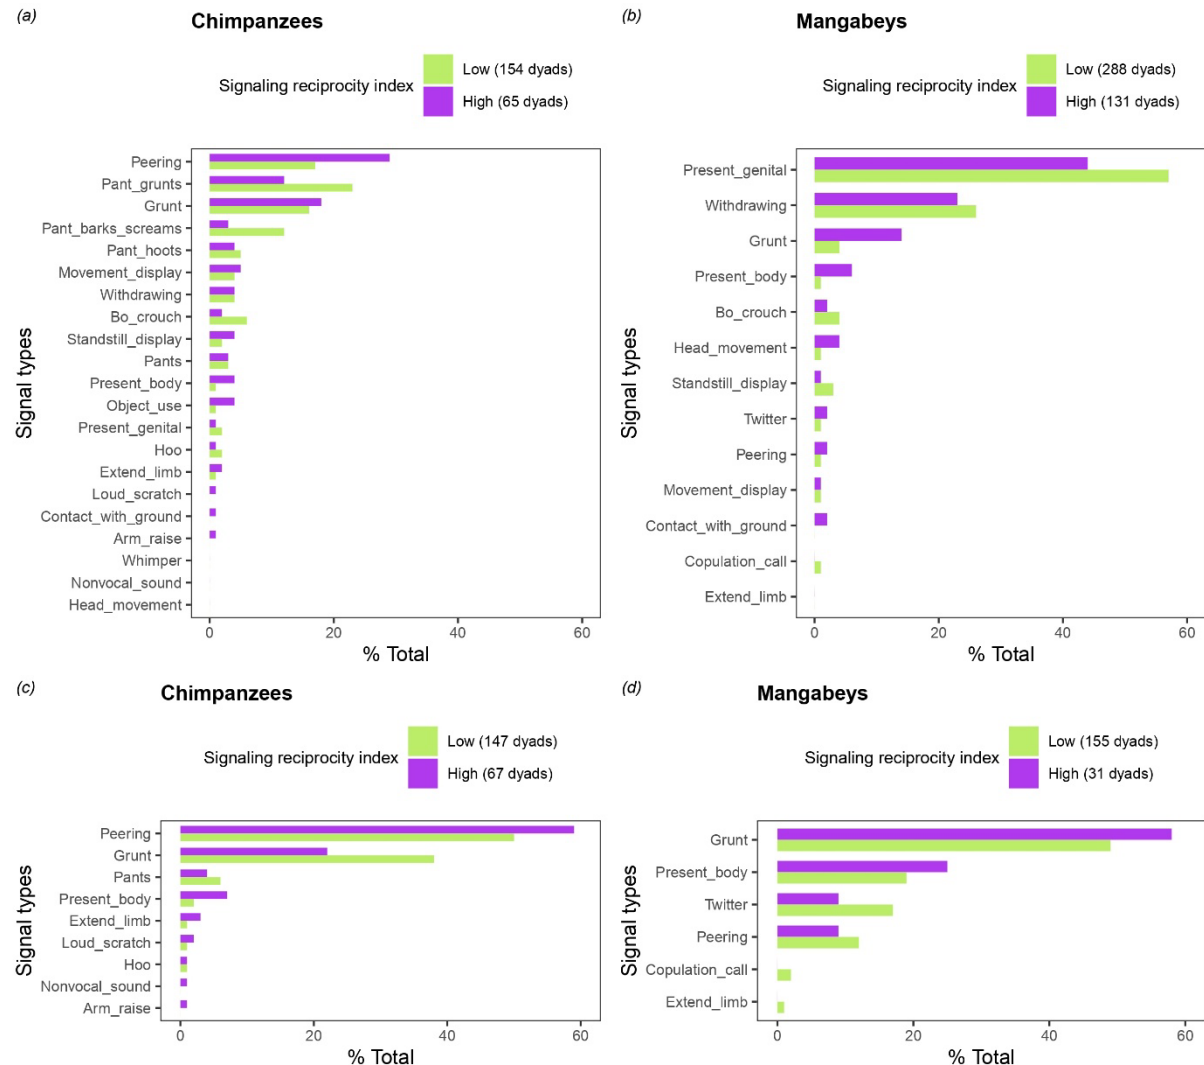 (a)
Chimpanzees
Signaling reciprocity index
Low (154 dyads)
High (65 dyads)
Signal types
Peering
Pant_grunts
Grunt
Pant_barks_screams
Pant_hoots
Movement_display
Withdrawing
Bo_crouch
Standstill_display
Pants
Present_body
Object_use
Present_genital
Hoo
Extend_limb
Loud_scratch
Contact_with_ground
Arm_raise
Whimper
Nonvocal_sound
Head_movement
0 20 40 60
% Total
(b)
Mangabeys
Signaling reciprocity index
Low (288 dyads)
High (131 dyads)
Signal types
Present_genital
Withdrawing
Grunt
Present_body
Bo_crouch
Head_movement
Standstill_display
Twitter
Peering
Movement_display
Contact_with_ground
Copulation_call
Extend_limb
0 20 40 60
% Total
(c)
Chimpanzees
Signaling reciprocity index
Low (147 dyads)
High (67 dyads)
Signal types
Peering
Grunt
Pants
Present_body
Extend_limb
Loud_scratch
Hoo
Nonvocal_sound
Arm_raise
0 20 40 60
% Total
(d)
Mangabeys
Signaling reciprocity index
Low (155 dyads)
High (31 dyads)
Signal types
Grunt
Present_body
Twitter
Peering
Copulation_call
Extend_limb
0 20 40 60
% Total